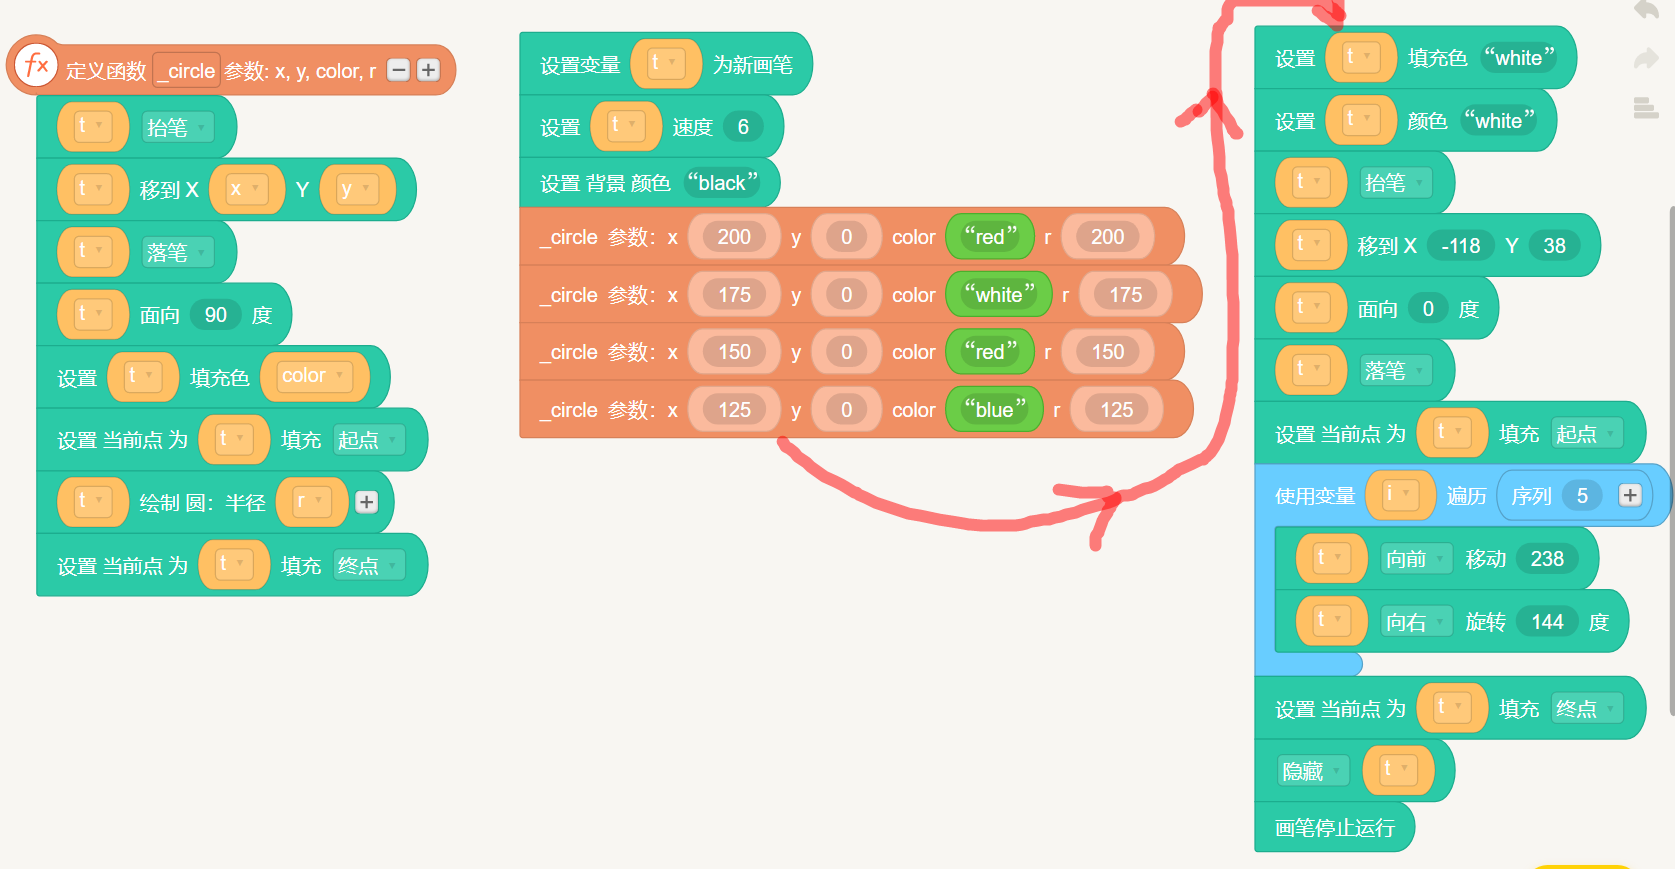 fx 定义函数 _circle 参数: x, y, color, r − +
t 抬笔
t 移到 X x Y y
t 落笔
t 面向 90 度
设置 t 填充色 color
设置 当前点 为 t 填充 起点
t 绘制 圆: 半径 r +
设置 当前点 为 t 填充 终点
设置变量 t 为新画笔
设置 t 速度 6
设置 背景 颜色 “black”
_circle 参数: x 200 y 0 color “red” r 200
_circle 参数: x 175 y 0 color “white” r 175
_circle 参数: x 150 y 0 color “red” r 150
_circle 参数: x 125 y 0 color “blue” r 125
设置 t 填充色 “white”
设置 t 颜色 “white”
t 抬笔
t 移到 X -118 Y 38
t 面向 0 度
t 落笔
设置 当前点 为 t 填充 起点
使用变量 i 遍历 序列 5 +
t 向前 移动 238
t 向右 旋转 144 度
设置 当前点 为 t 填充 终点
隐藏 t
画笔停止运行